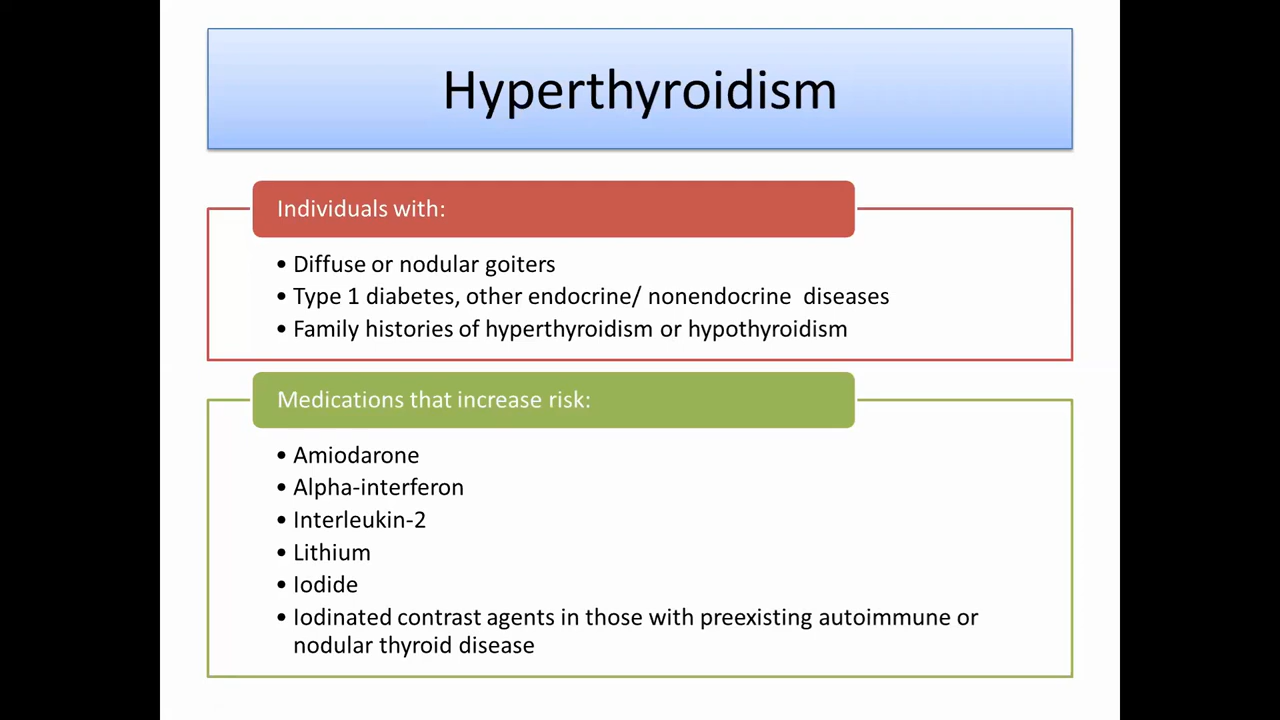 Hyperthyroidism
Individuals with:
• Diffuse or nodular goiters
• Type 1 diabetes, other endocrine/ nonendocrine  diseases
• Family histories of hyperthyroidism or hypothyroidism
Medications that increase risk:
• Amiodarone
• Alpha-interferon
• Interleukin-2
• Lithium
• Iodide
• Iodinated contrast agents in those with preexisting autoimmune or
nodular thyroid disease